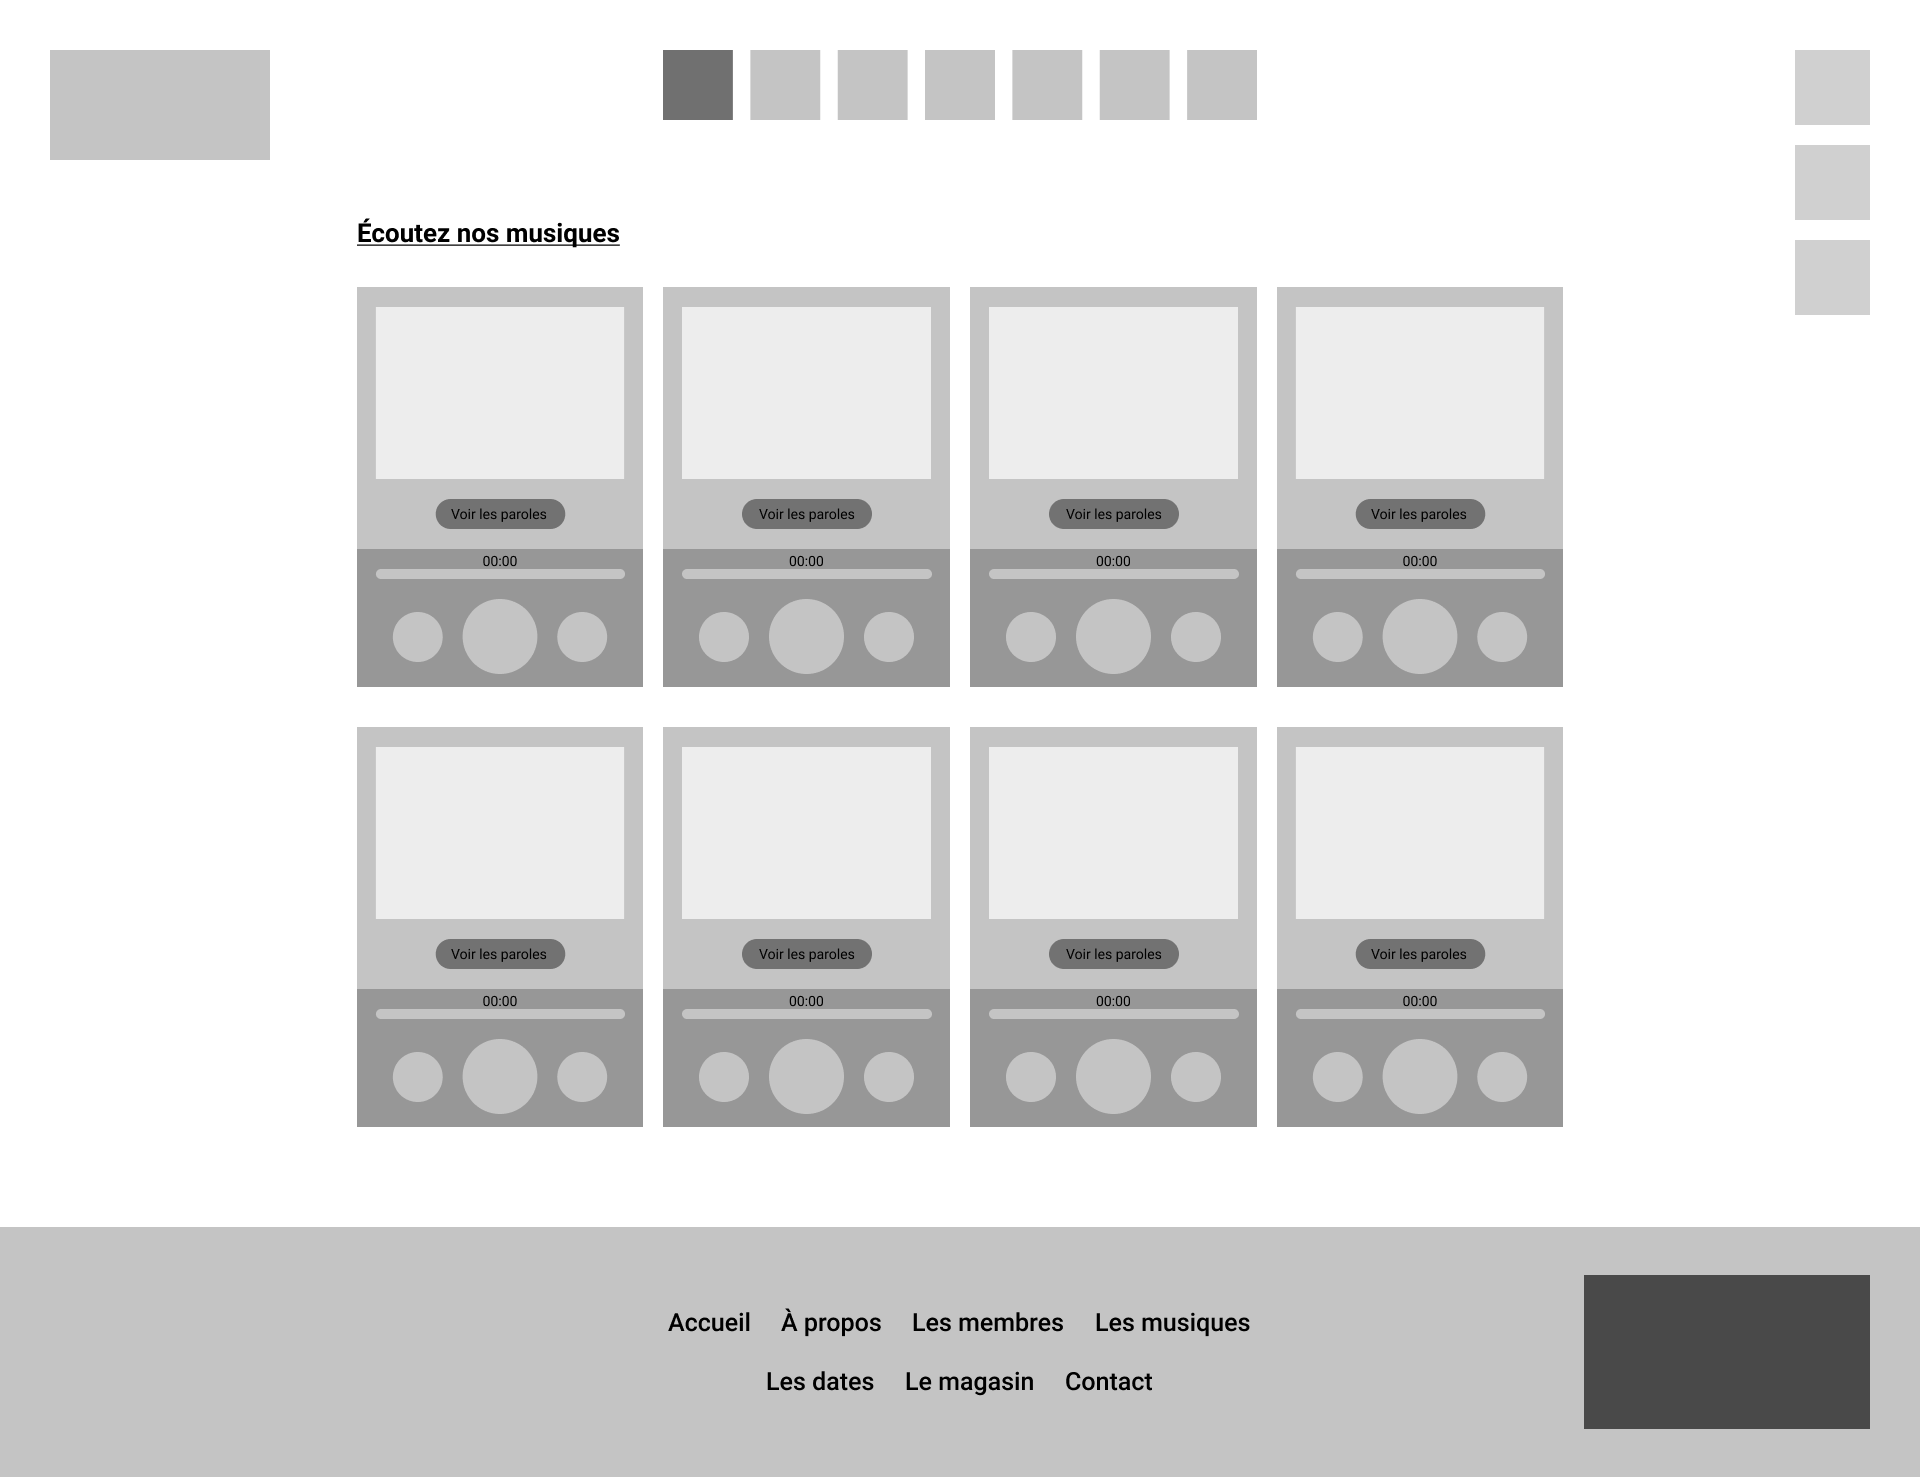 Écoutez nos musiques
Voir les paroles Voir les paroles Voir les paroles Voir les paroles
00:00 00:00 00:00 00:00
Voir les paroles Voir les paroles Voir les paroles Voir les paroles
00:00 00:00 00:00 00:00
Accueil À propos Les membres Les musiques
Les dates Le magasin Contact